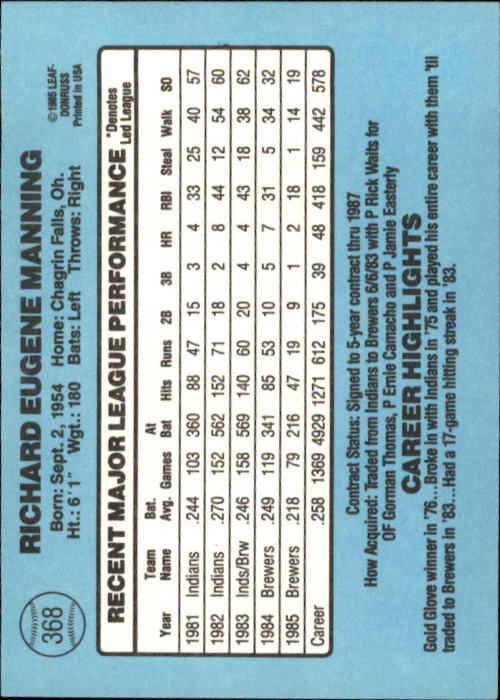 368
RICHARD EUGENE MANNING
©1985 LEAF-
DONRUSS
Printed in USA
Born: Sept. 2, 1954 Home: Chagrin Falls, Oh.
Ht.: 6' 1" Wgt.: 180 Bats: Left Throws: Right
RECENT MAJOR LEAGUE PERFORMANCE *Denotes Led League
Year Team Name Bat. Avg. Games At Bat Hits Runs 2B 3B HR RBI Steal Walk SO
1981 Indians .244 103 360 88 47 15 3 4 33 25 40 57
1982 Indians .270 152 562 152 71 18 2 8 44 12 54 60
1983 Inds/Brw .246 158 569 140 60 20 4 4 43 18 38 62
1984 Brewers .249 119 341 85 53 10 5 7 31 5 34 32
1985 Brewers .218 79 216 47 19 9 1 2 18 1 14 19
Career .258 1369 4929 1271 612 175 39 48 418 159 442 578
Contract Status: Signed to 5-year contract thru 1987
How Acquired: Traded from Indians to Brewers 6/6/83 with P Rick Waits for
OF Gorman Thomas, P Ernie Camacho and P Jamie Easterly
CAREER HIGHLIGHTS
Gold Glove winner in '76...Broke in with Indians in '75 and played his entire career with them 'til
traded to Brewers in '83...Had a 17-game hitting streak in '83.